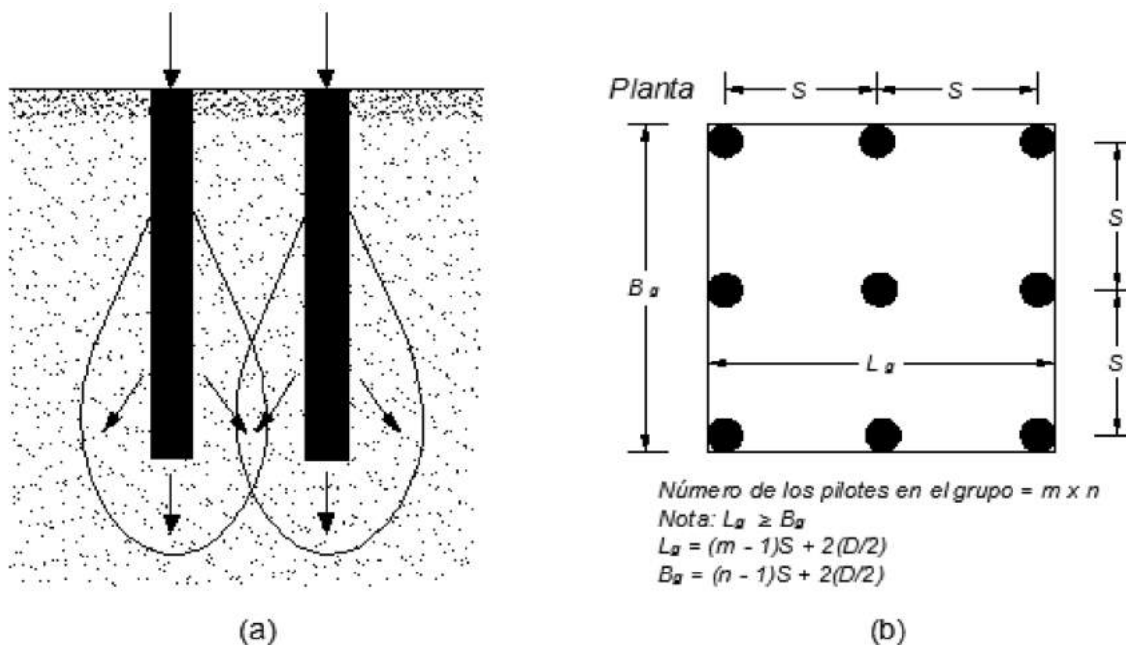 Planta
S
S
S
B g
L g
S
Número de los pilotes en el grupo = m x n
Nota: Lg ≥ Bg
Lg = (m - 1)S + 2(D/2)
Bg = (n - 1)S + 2(D/2)
(a)
(b)